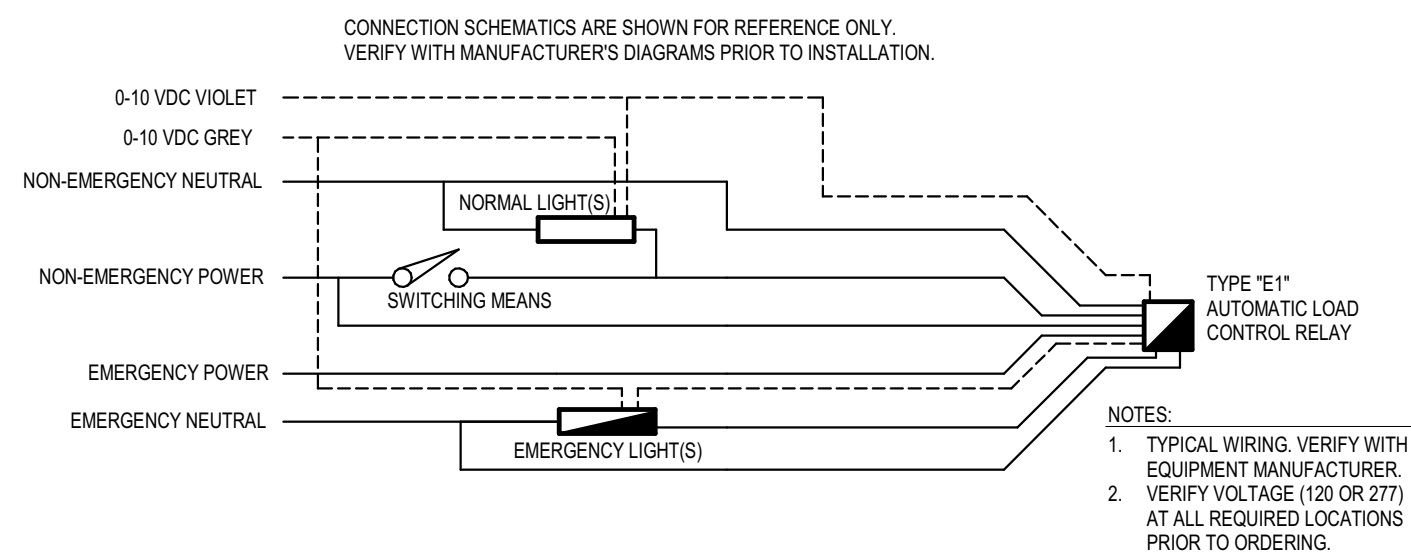 CONNECTION SCHEMATICS ARE SHOWN FOR REFERENCE ONLY.
VERIFY WITH MANUFACTURER'S DIAGRAMS PRIOR TO INSTALLATION.
0-10 VDC VIOLET
0-10 VDC GREY
NON-EMERGENCY NEUTRAL
NORMAL LIGHT(S)
NON-EMERGENCY POWER
SWITCHING MEANS
TYPE "E1"
AUTOMATIC LOAD
CONTROL RELAY
EMERGENCY POWER
EMERGENCY NEUTRAL
EMERGENCY LIGHT(S)
NOTES:
1. TYPICAL WIRING. VERIFY WITH
EQUIPMENT MANUFACTURER.
2. VERIFY VOLTAGE (120 OR 277)
AT ALL REQUIRED LOCATIONS
PRIOR TO ORDERING.